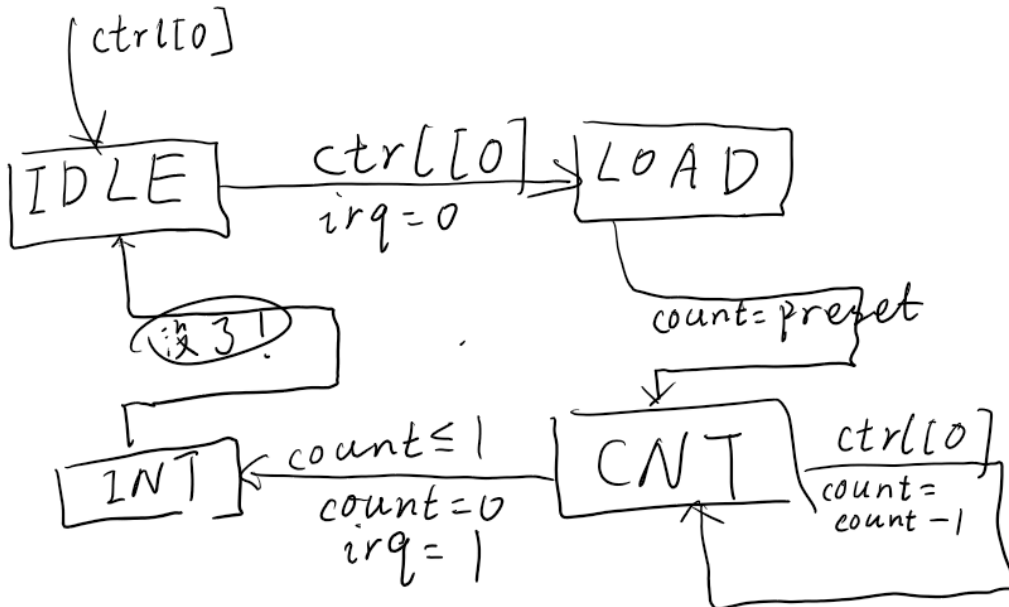 ctrl[0]
IDLE
ctrl[0]
irq=0
LOAD
count=preset
没了!
INT
count≤1
count=0
irq=1
CNT
ctrl[0]
count=
count-1